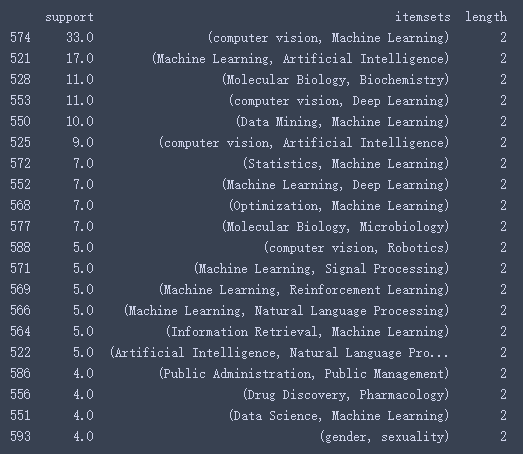 support itemsets length
574 33.0 (computer vision, Machine Learning) 2
521 17.0 (Machine Learning, Artificial Intelligence) 2
528 11.0 (Molecular Biology, Biochemistry) 2
553 11.0 (computer vision, Deep Learning) 2
550 10.0 (Data Mining, Machine Learning) 2
525 9.0 (computer vision, Artificial Intelligence) 2
572 7.0 (Statistics, Machine Learning) 2
552 7.0 (Machine Learning, Deep Learning) 2
568 7.0 (Optimization, Machine Learning) 2
577 7.0 (Molecular Biology, Microbiology) 2
588 5.0 (computer vision, Robotics) 2
571 5.0 (Machine Learning, Signal Processing) 2
569 5.0 (Machine Learning, Reinforcement Learning) 2
566 5.0 (Machine Learning, Natural Language Processing) 2
564 5.0 (Information Retrieval, Machine Learning) 2
522 5.0 (Artificial Intelligence, Natural Language Pro... 2
586 4.0 (Public Administration, Public Management) 2
556 4.0 (Drug Discovery, Pharmacology) 2
551 4.0 (Data Science, Machine Learning) 2
593 4.0 (gender, sexuality) 2